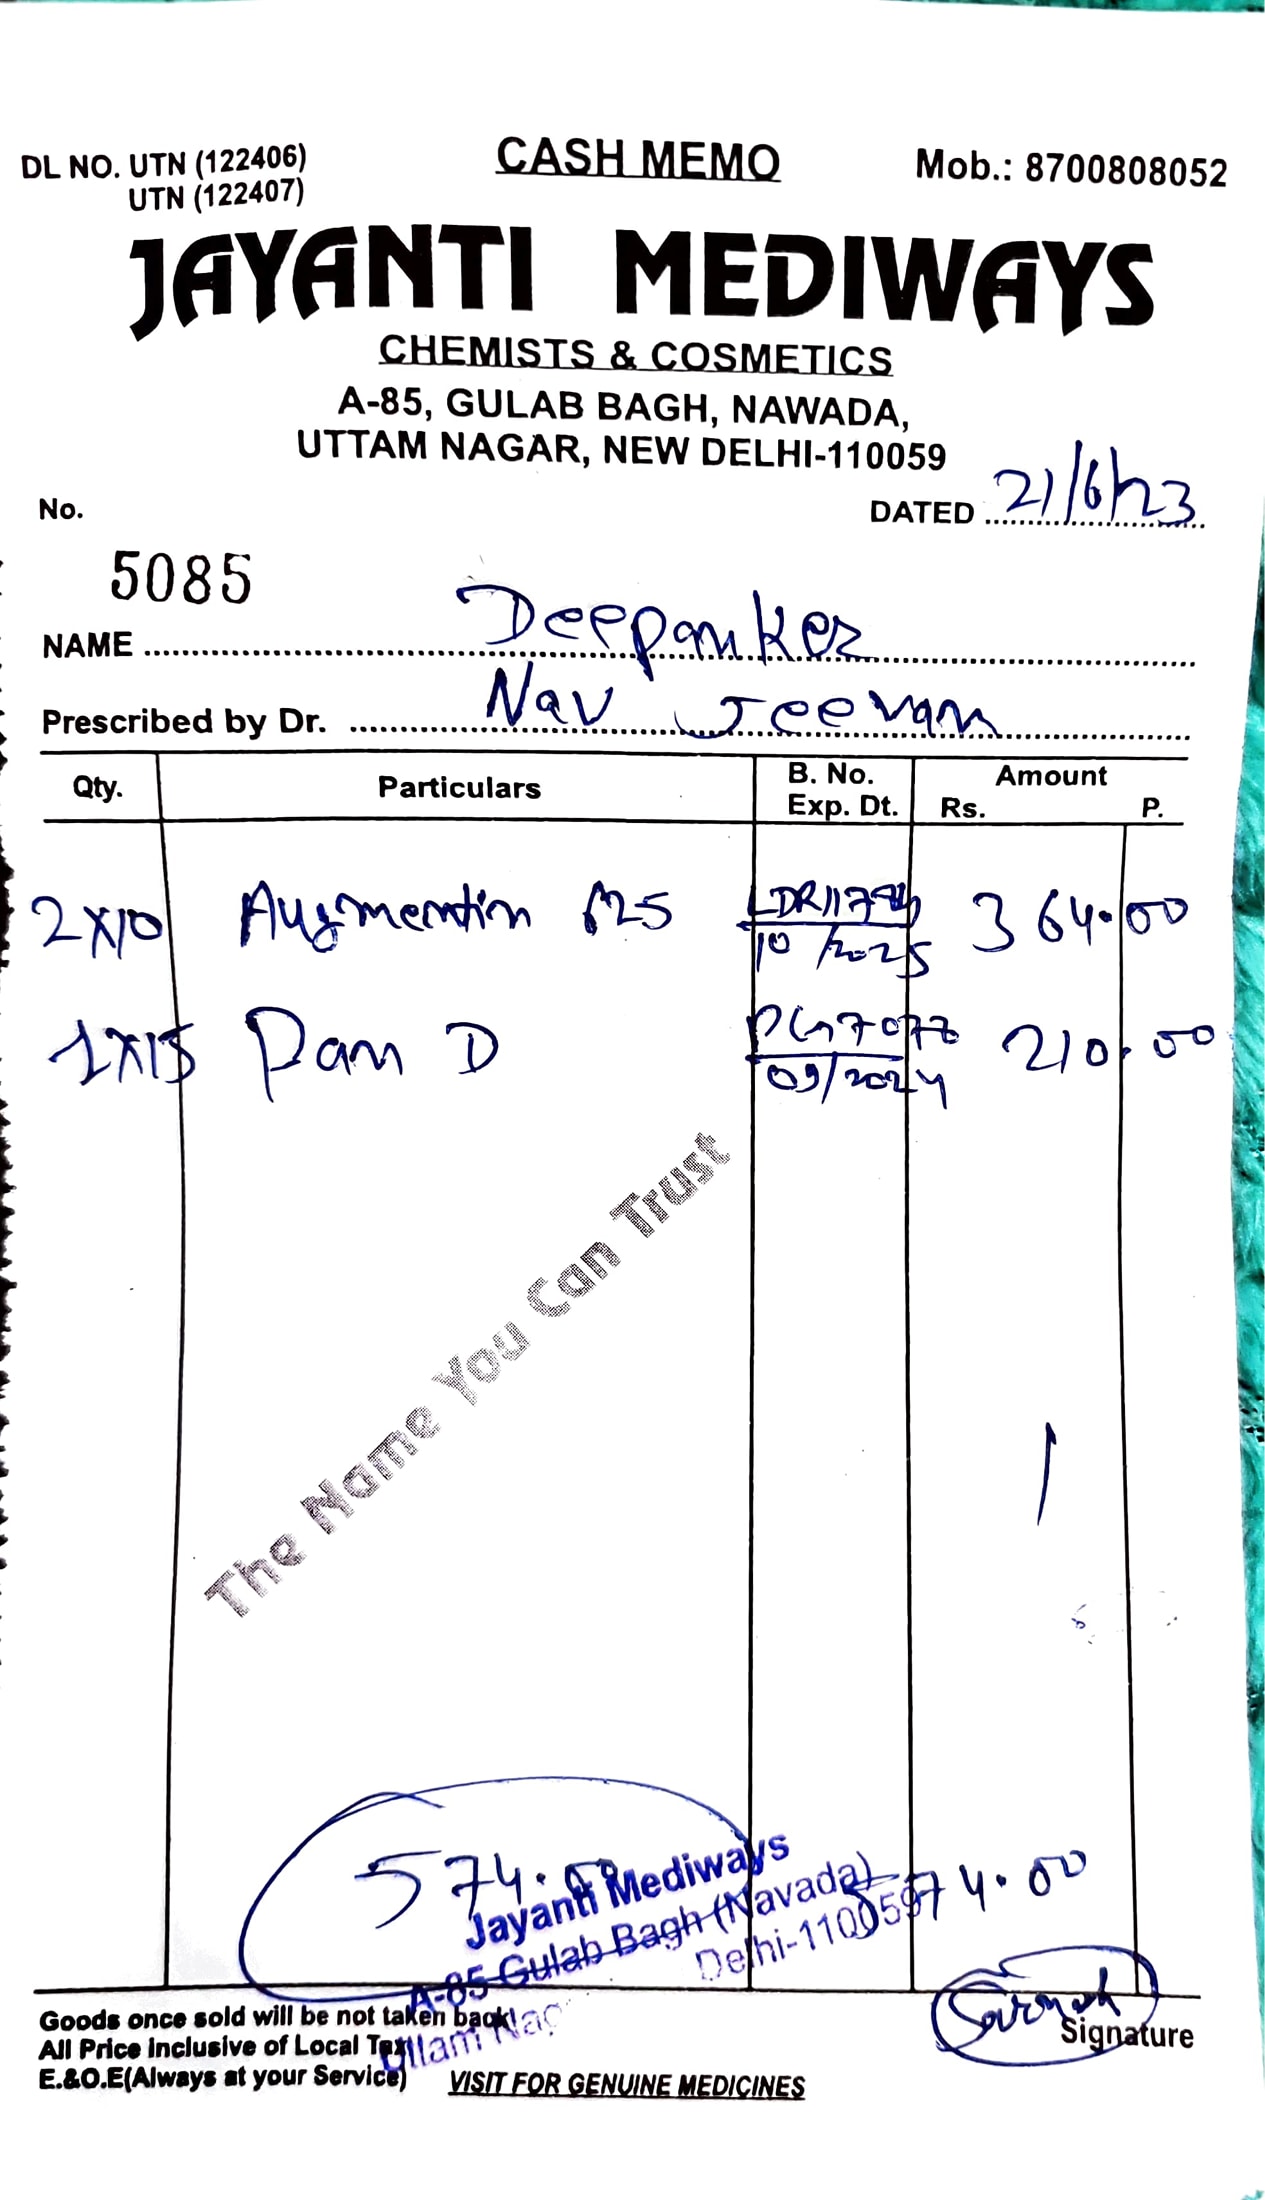 DL NO. UTN (122406)
UTN (122407)
CASH MEMO
Mob.: 8700808052
JAYANTI MEDIWAYS
CHEMISTS & COSMETICS
A-85, GULAB BAGH, NAWADA,
UTTAM NAGAR, NEW DELHI-110059
No.
DATED 21/6/23
5085
NAME Deepanker
Prescribed by Dr. Nav Jeevan
Qty. Particulars B. No. Exp. Dt. Amount Rs. P.
2X10 Augmentin 625 10/2025 364.00
1X15 Pan D 09/2024 210.00
The Name You Can Trust
574.00 574.00
Jayanti Mediways
A-85 Gulab Bagh (Navada)
Uttam Nag Delhi-110059
Goods once sold will be not taken back.
All Price Inclusive of Local Tax
E.&O.E(Always at your Service)
VISIT FOR GENUINE MEDICINES
Signature